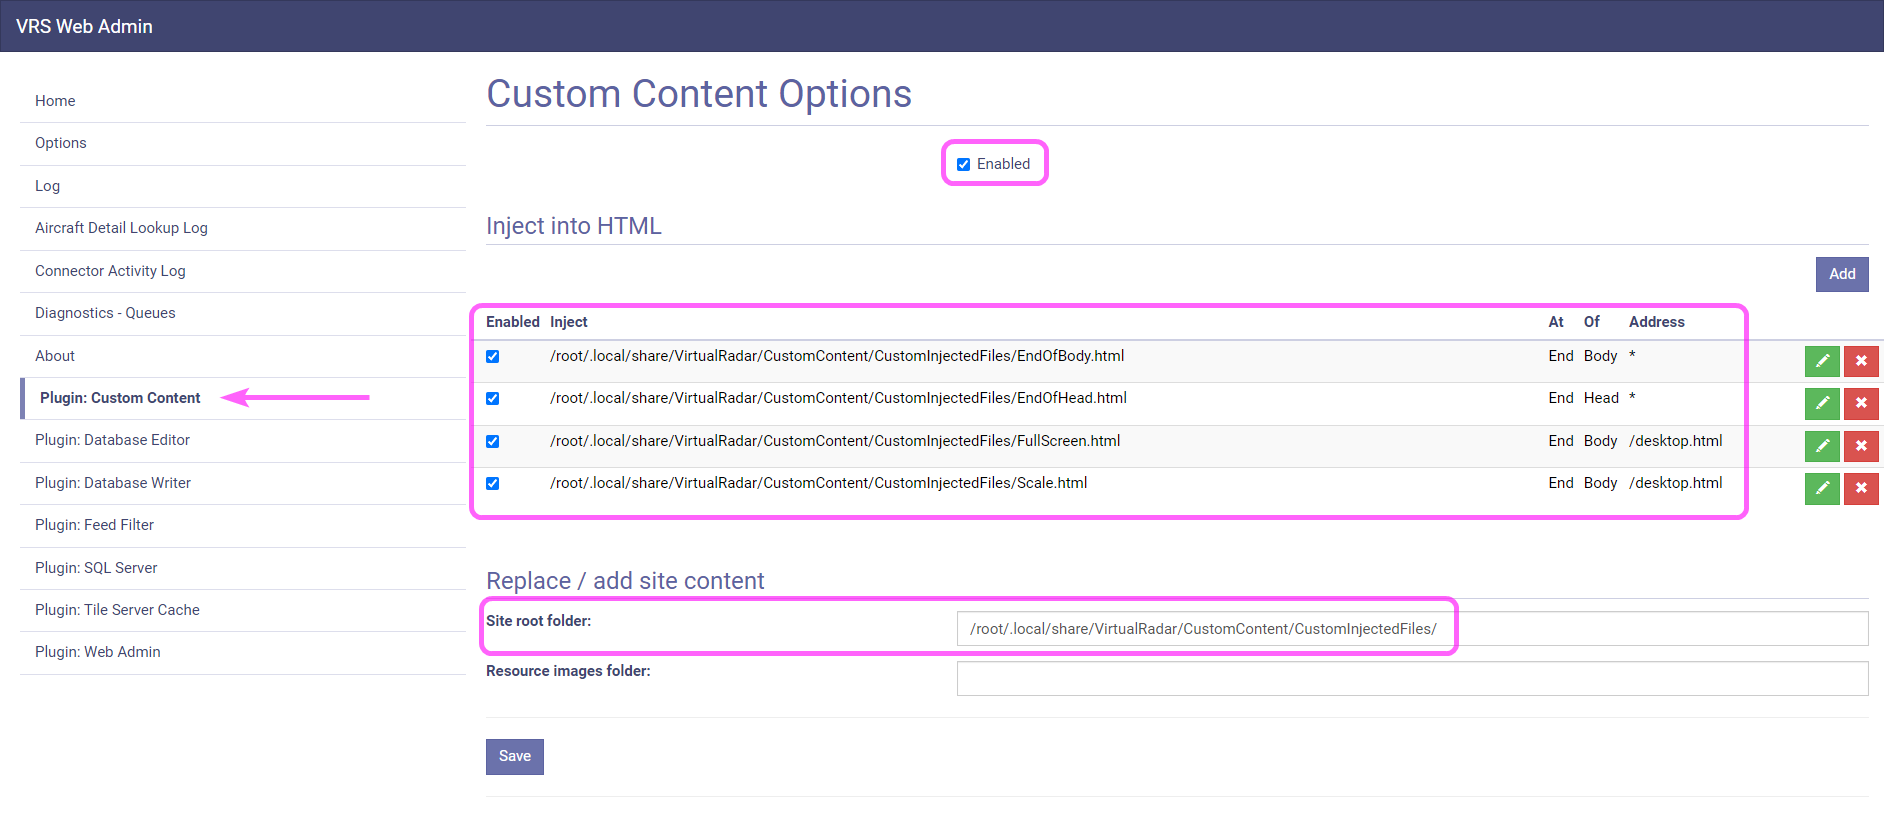 VRS Web Admin
Home
Options
Log
Aircraft Detail Lookup Log
Connector Activity Log
Diagnostics - Queues
About
Plugin: Custom Content
Plugin: Database Editor
Plugin: Database Writer
Plugin: Feed Filter
Plugin: SQL Server
Plugin: Tile Server Cache
Plugin: Web Admin
Custom Content Options
Enabled
Inject into HTML
Add
Enabled Inject At Of Address
/root/.local/share/VirtualRadar/CustomContent/CustomInjectedFiles/EndOfBody.html End Body *
/root/.local/share/VirtualRadar/CustomContent/CustomInjectedFiles/EndOfHead.html End Head *
/root/.local/share/VirtualRadar/CustomContent/CustomInjectedFiles/FullScreen.html End Body /desktop.html
/root/.local/share/VirtualRadar/CustomContent/CustomInjectedFiles/Scale.html End Body /desktop.html
Replace / add site content
Site root folder: /root/.local/share/VirtualRadar/CustomContent/CustomInjectedFiles/
Resource images folder:
Save